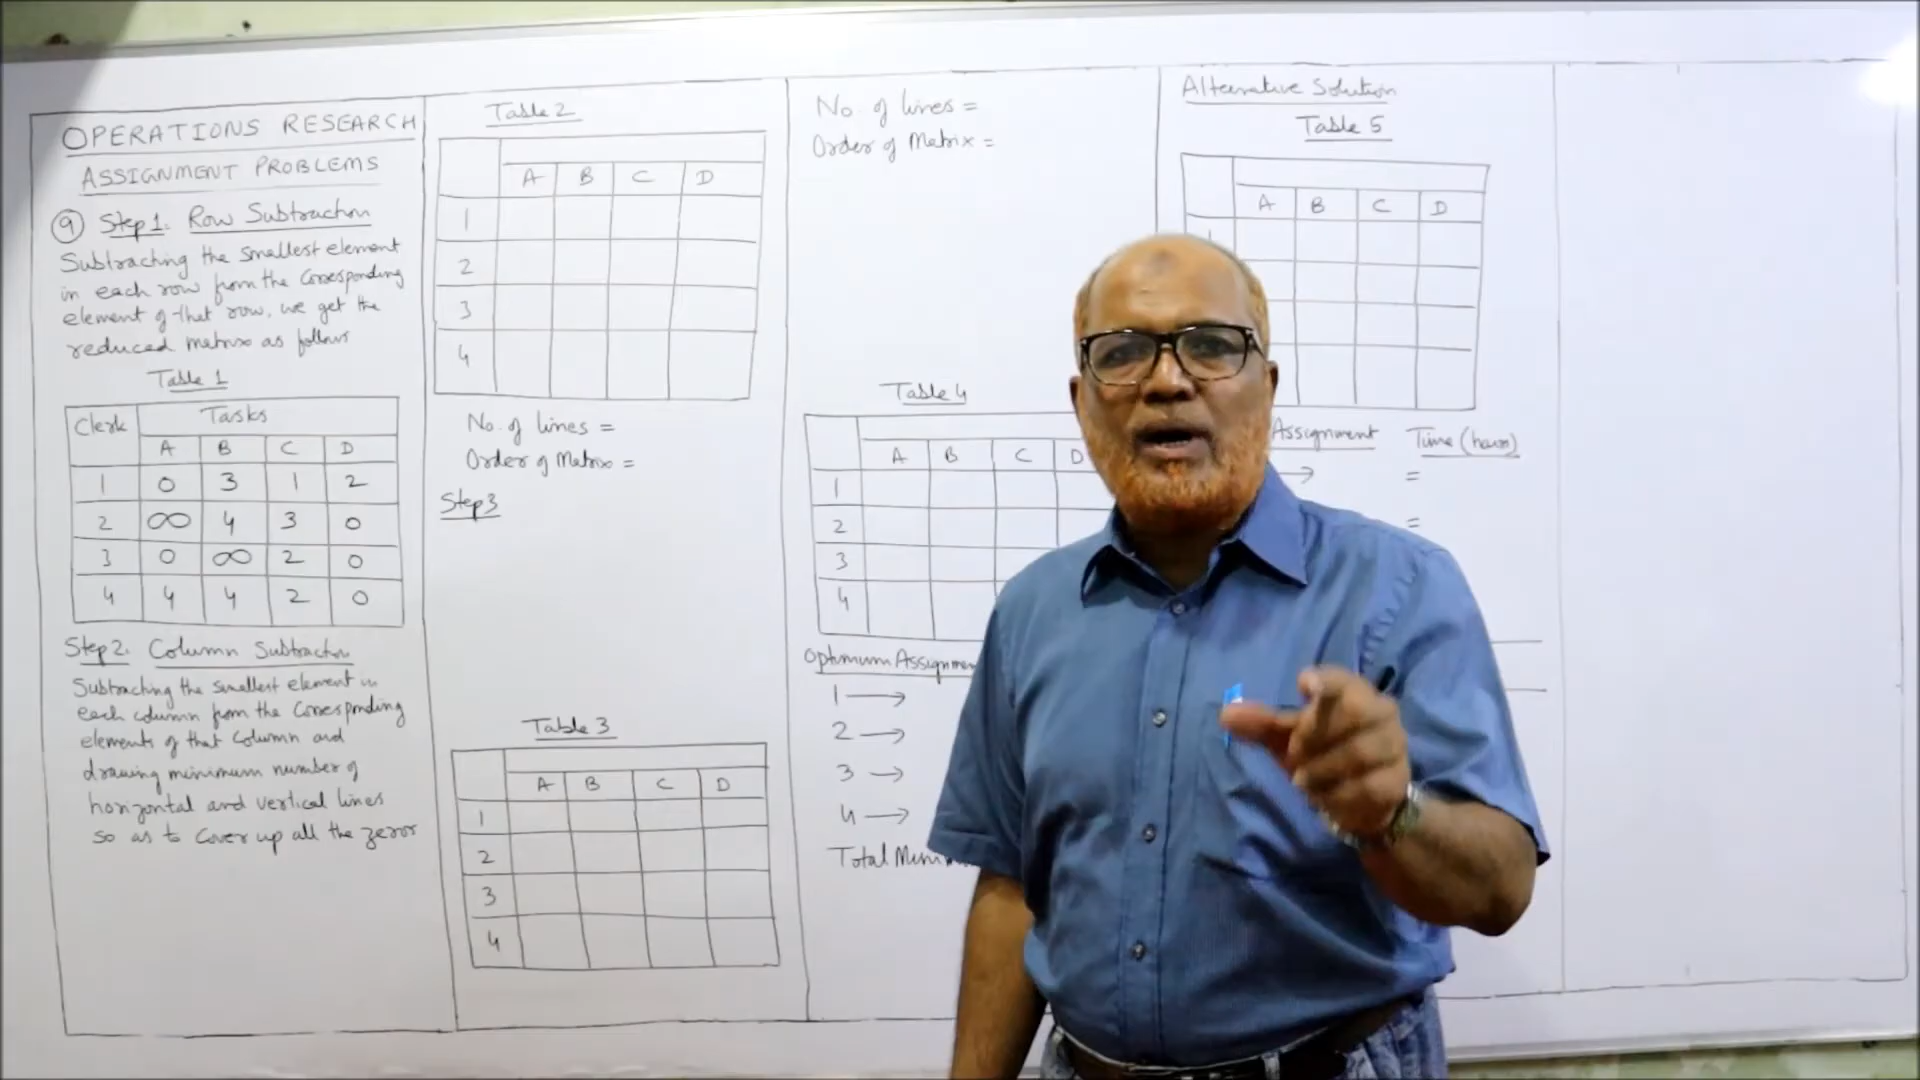 OPERATIONS RESEARCH
ASSIGNMENT PROBLEMS
9 Step 1. Row Subtraction
Subtracting the smallest element
in each row from the corresponding
element of that row, we get the
reduced matrix as follows
Table 1
Clerk Tasks
A B C D
1 0 3 1 2
2 ∞ 4 3 0
3 0 ∞ 2 0
4 4 4 2 0
Step 2. Column Subtraction
Subtracting the smallest element in
each column from the corresponding
elements of that column and
drawing minimum number of
horizontal and vertical lines
so as to cover up all the zeros
Table 2
A B C D
1
2
3
4
No. of lines =
Order of Matrix =
Step 3
Table 3
A B C D
1
2
3
4
No. of lines =
Order of Matrix =
Table 4
A B C D
1
2
3
4
Optimum
1 →
2 →
3 →
4 →
Total
Alternative Solution
Table 5
A B C D
Assignment Time (hours)
→ =
=